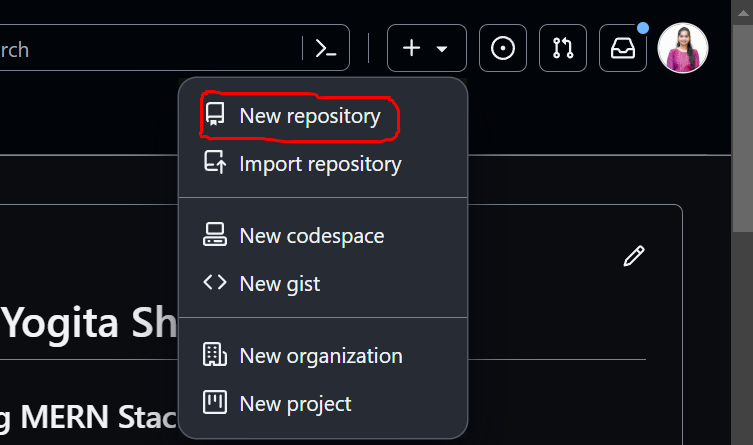 rch
New repository
Import repository
New codespace
New gist
Yogita Sh
New organization
g MERN Stac
New project